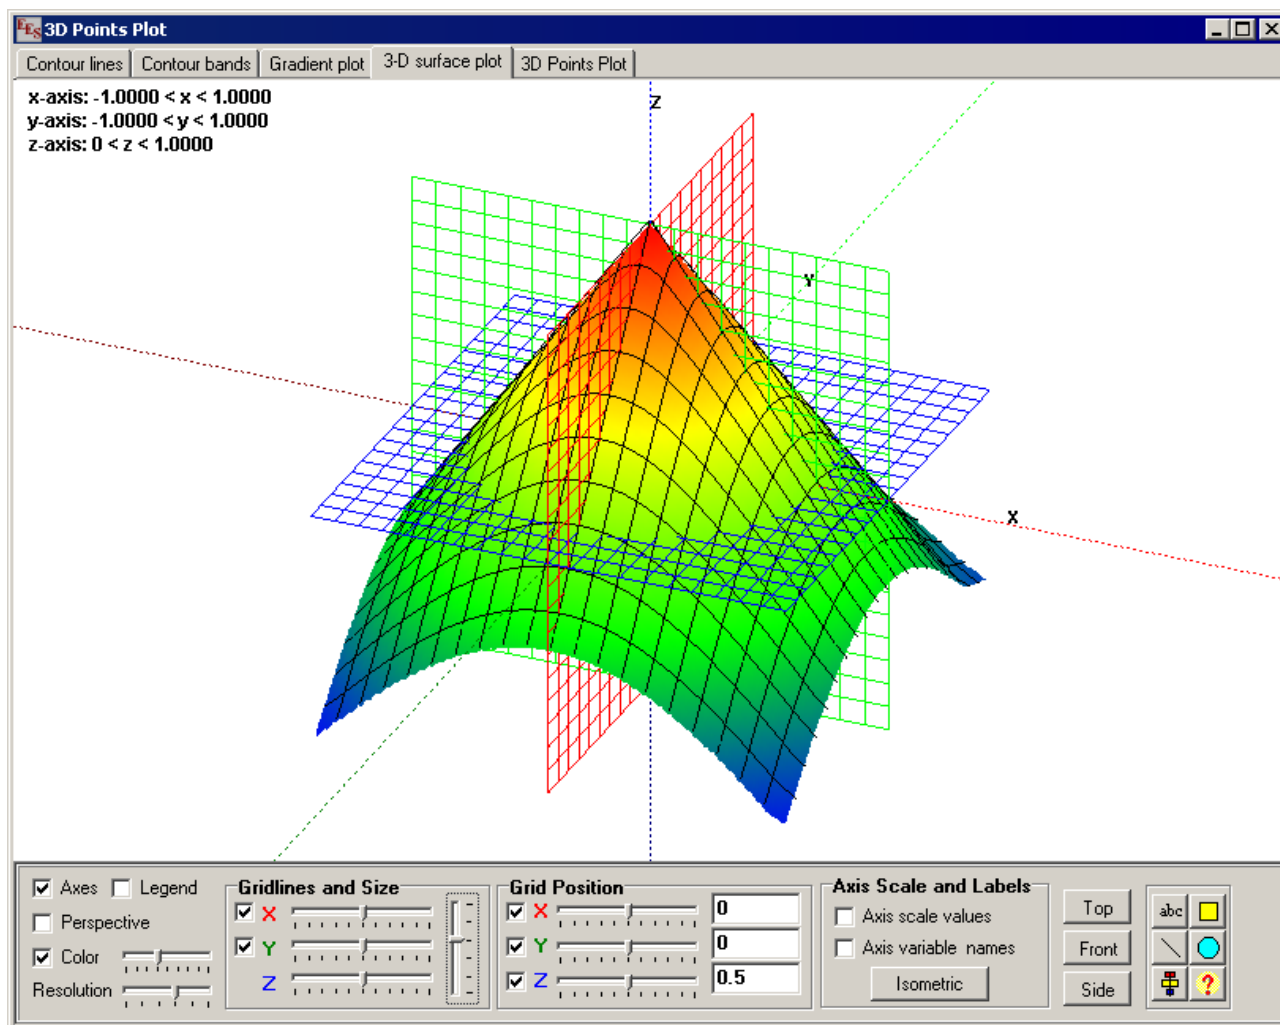 EES 3D Points Plot
Contour lines Contour bands Gradient plot 3-D surface plot 3D Points Plot
x-axis: -1.0000 < x < 1.0000
y-axis: -1.0000 < y < 1.0000
z-axis: 0 < z < 1.0000
Z
Y
X
Axes Legend
Perspective
Color
Resolution
Gridlines and Size
X
Y
Z
Grid Position
X 0
Y 0
Z 0.5
Axis Scale and Labels
Axis scale values
Axis variable names
Isometric
Top
Front
Side
abc
?